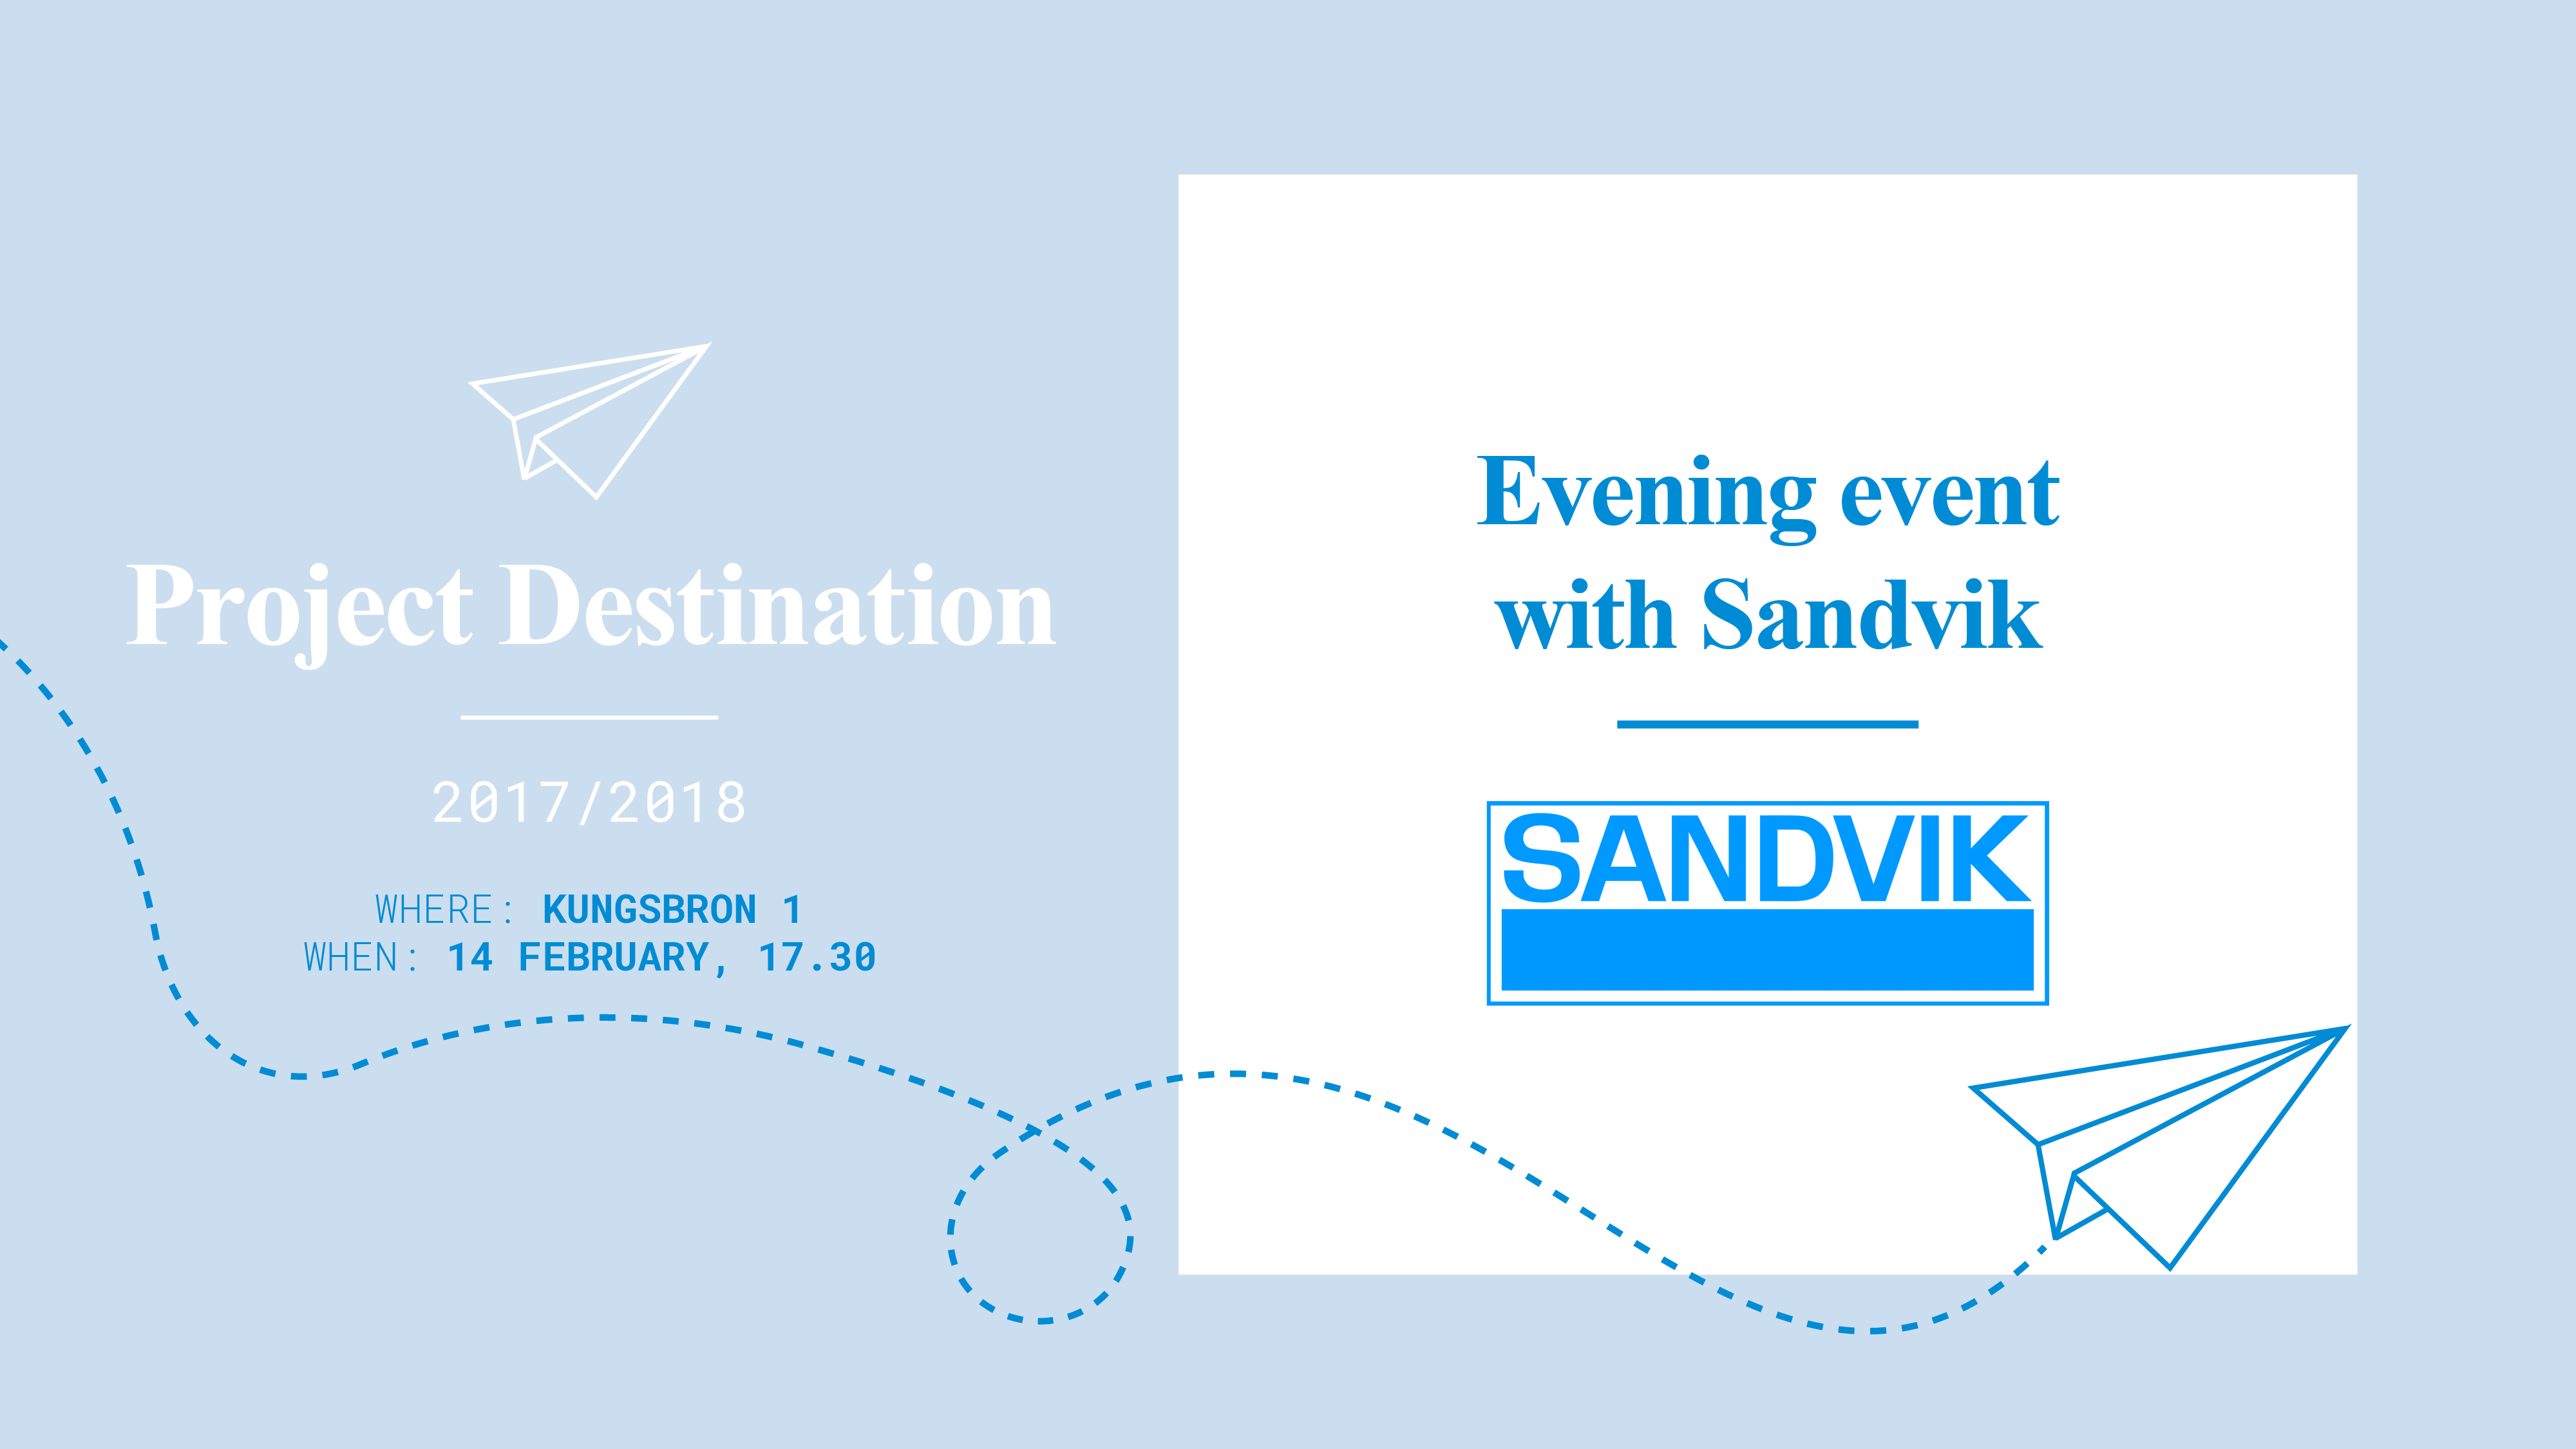 Project Destination
2017/2018
WHERE: KUNGSBRON 1
WHEN: 14 FEBRUARY, 17.30
Evening event
with Sandvik
SANDVIK